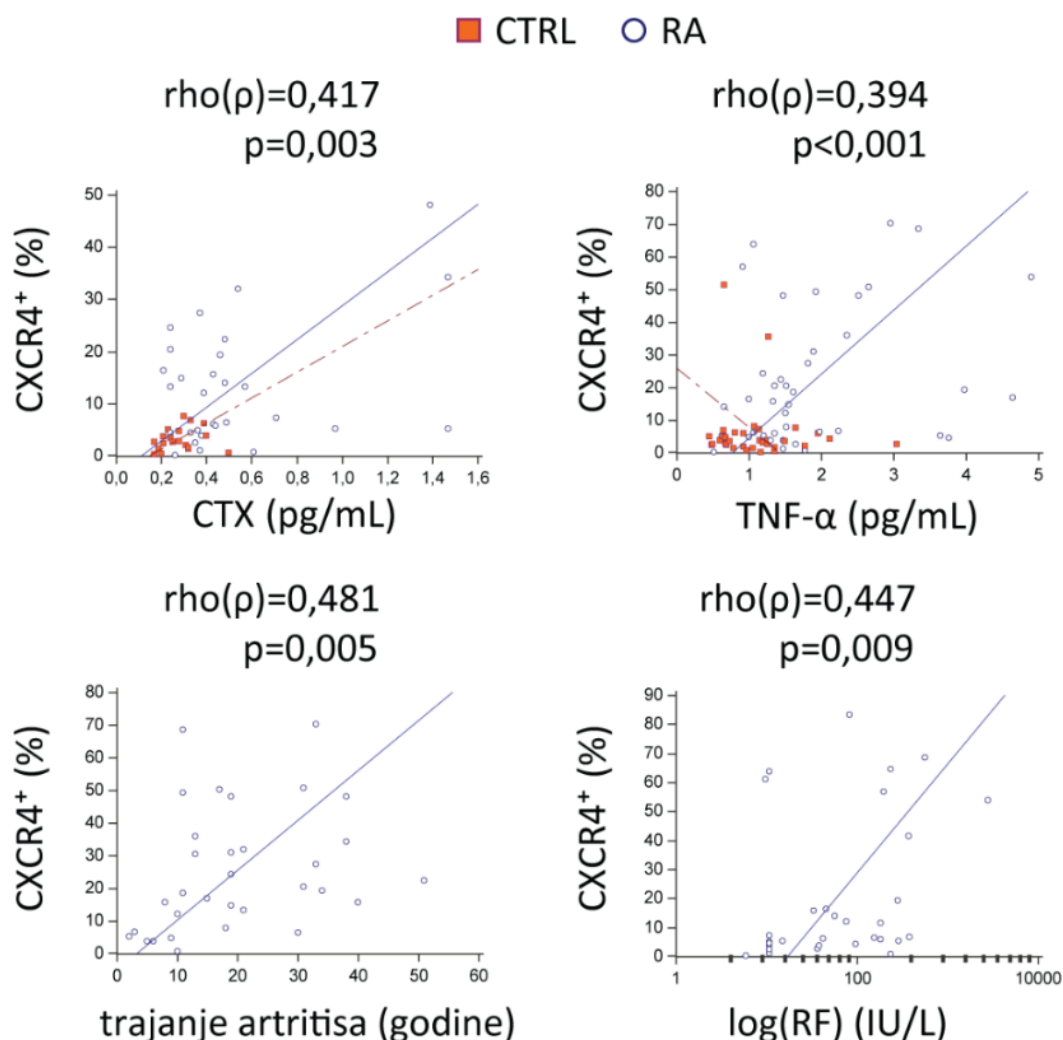 CTRL RA
rho(ρ)=0,417
p=0,003
CXCR4⁺ (%)
50
40
30
20
10
0
0,0 0,2 0,4 0,6 0,8 1,0 1,2 1,4 1,6
CTX (pg/mL)
rho(ρ)=0,394
p<0,001
CXCR4⁺ (%)
80
70
60
50
40
30
20
10
0
0 1 2 3 4 5
TNF-α (pg/mL)
rho(ρ)=0,481
p=0,005
CXCR4⁺ (%)
80
70
60
50
40
30
20
10
0
0 10 20 30 40 50 60
trajanje artritisa (godine)
rho(ρ)=0,447
p=0,009
CXCR4⁺ (%)
90
80
70
60
50
40
30
20
10
0
1 100 10000
log(RF) (IU/L)